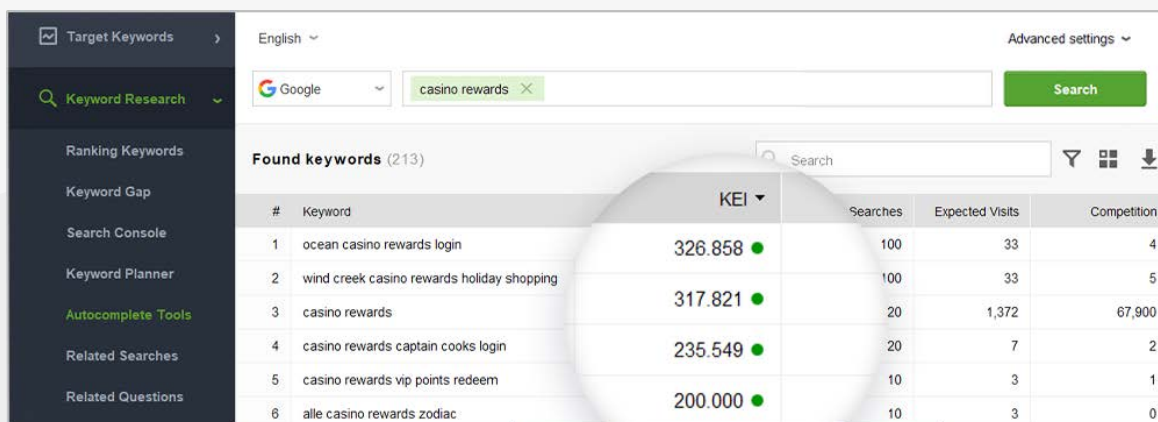 Target Keywords
English
Advanced settings
Google
casino rewards
Search
Keyword Research
Ranking Keywords
Found keywords (213)
Search
Keyword Gap
# Keyword KEI Searches Expected Visits Competition
Search Console
1 ocean casino rewards login 326.858 100 33 4
Keyword Planner
2 wind creek casino rewards holiday shopping 317.821 100 33 5
Autocomplete Tools
3 casino rewards 235.549 20 1,372 67,900
Related Searches
4 casino rewards captain cooks login 200.000 20 7 2
Related Questions
5 casino rewards vip points redeem 10 3 1
6 alle casino rewards zodiac 10 3 0